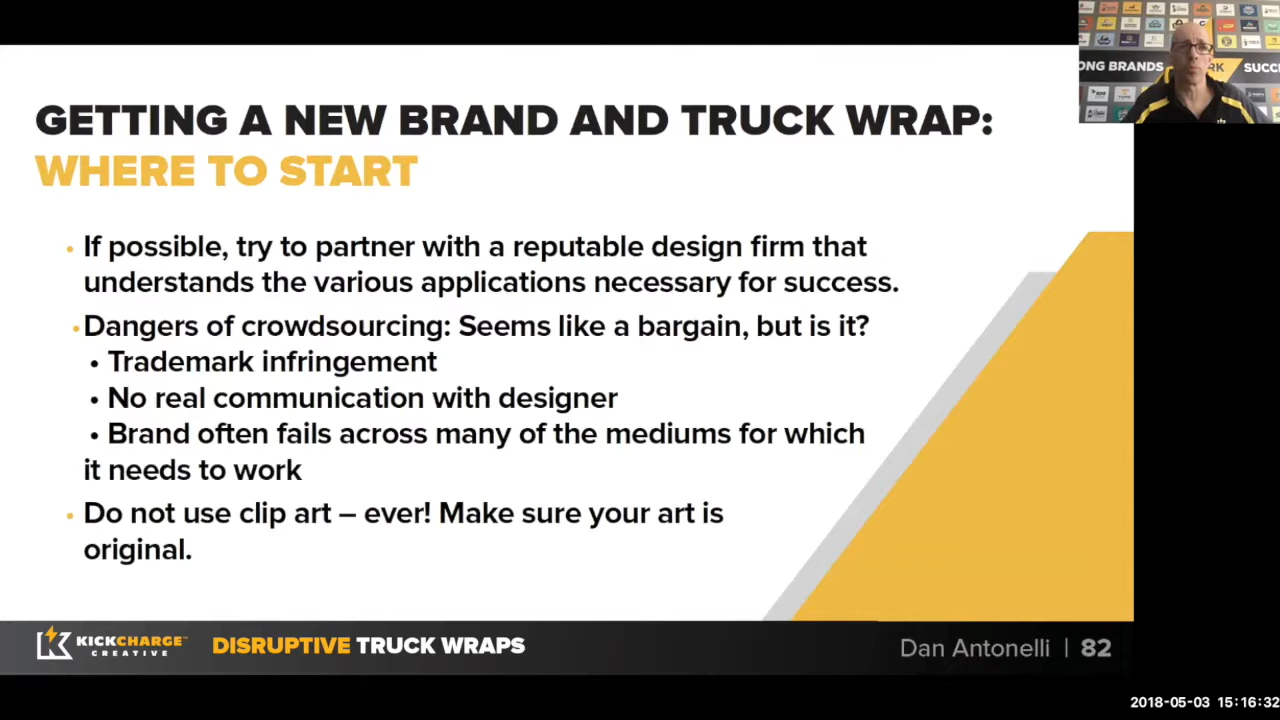 GETTING A NEW BRAND AND TRUCK WRAP:
WHERE TO START
• If possible, try to partner with a reputable design firm that
understands the various applications necessary for success.
• Dangers of crowdsourcing: Seems like a bargain, but is it?
• Trademark infringement
• No real communication with designer
• Brand often fails across many of the mediums for which
it needs to work
• Do not use clip art – ever! Make sure your art is
original.
KICKCHARGE™
CREATIVE
DISRUPTIVE TRUCK WRAPS
Dan Antonelli | 82
ONG BRANDS RK SUCC
2018-05-03 15:16:32